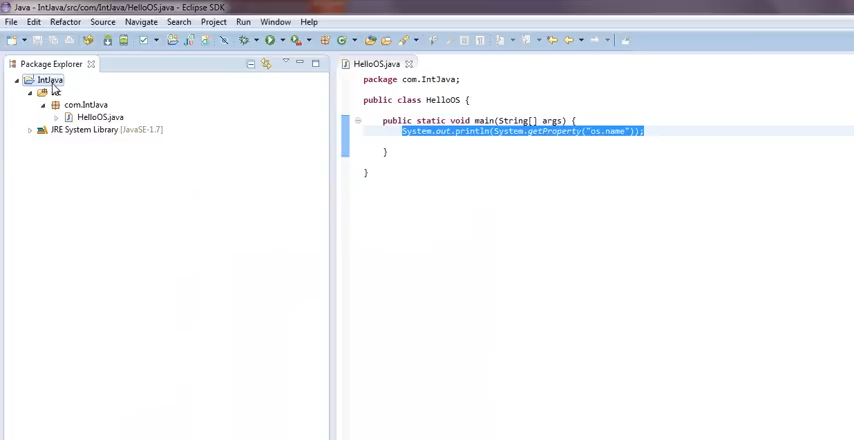 Java - IntJava/src/com/IntJava/HelloOS.java - Eclipse SDK
File Edit Refactor Source Navigate Search Project Run Window Help
Package Explorer
HelloOS.java
IntJava
com.IntJava
HelloOS.java
JRE System Library [JavaSE-1.7]
package com.IntJava;
public class HelloOS {
public static void main(String[] args) {
System.out.println(System.getProperty("os.name"));
}
}